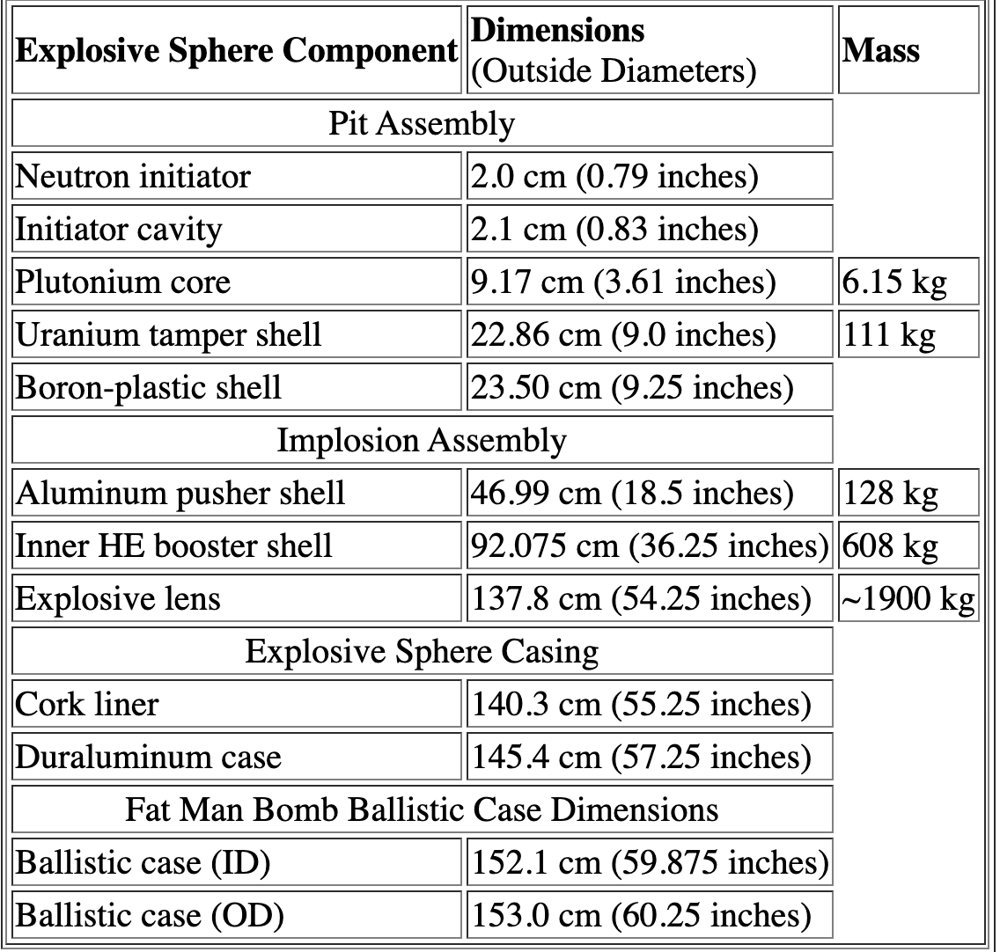 Explosive Sphere Component Dimensions (Outside Diameters) Mass
Pit Assembly
Neutron initiator 2.0 cm (0.79 inches)
Initiator cavity 2.1 cm (0.83 inches)
Plutonium core 9.17 cm (3.61 inches) 6.15 kg
Uranium tamper shell 22.86 cm (9.0 inches) 111 kg
Boron-plastic shell 23.50 cm (9.25 inches)
Implosion Assembly
Aluminum pusher shell 46.99 cm (18.5 inches) 128 kg
Inner HE booster shell 92.075 cm (36.25 inches) 608 kg
Explosive lens 137.8 cm (54.25 inches) ~1900 kg
Explosive Sphere Casing
Cork liner 140.3 cm (55.25 inches)
Duraluminum case 145.4 cm (57.25 inches)
Fat Man Bomb Ballistic Case Dimensions
Ballistic case (ID) 152.1 cm (59.875 inches)
Ballistic case (OD) 153.0 cm (60.25 inches)